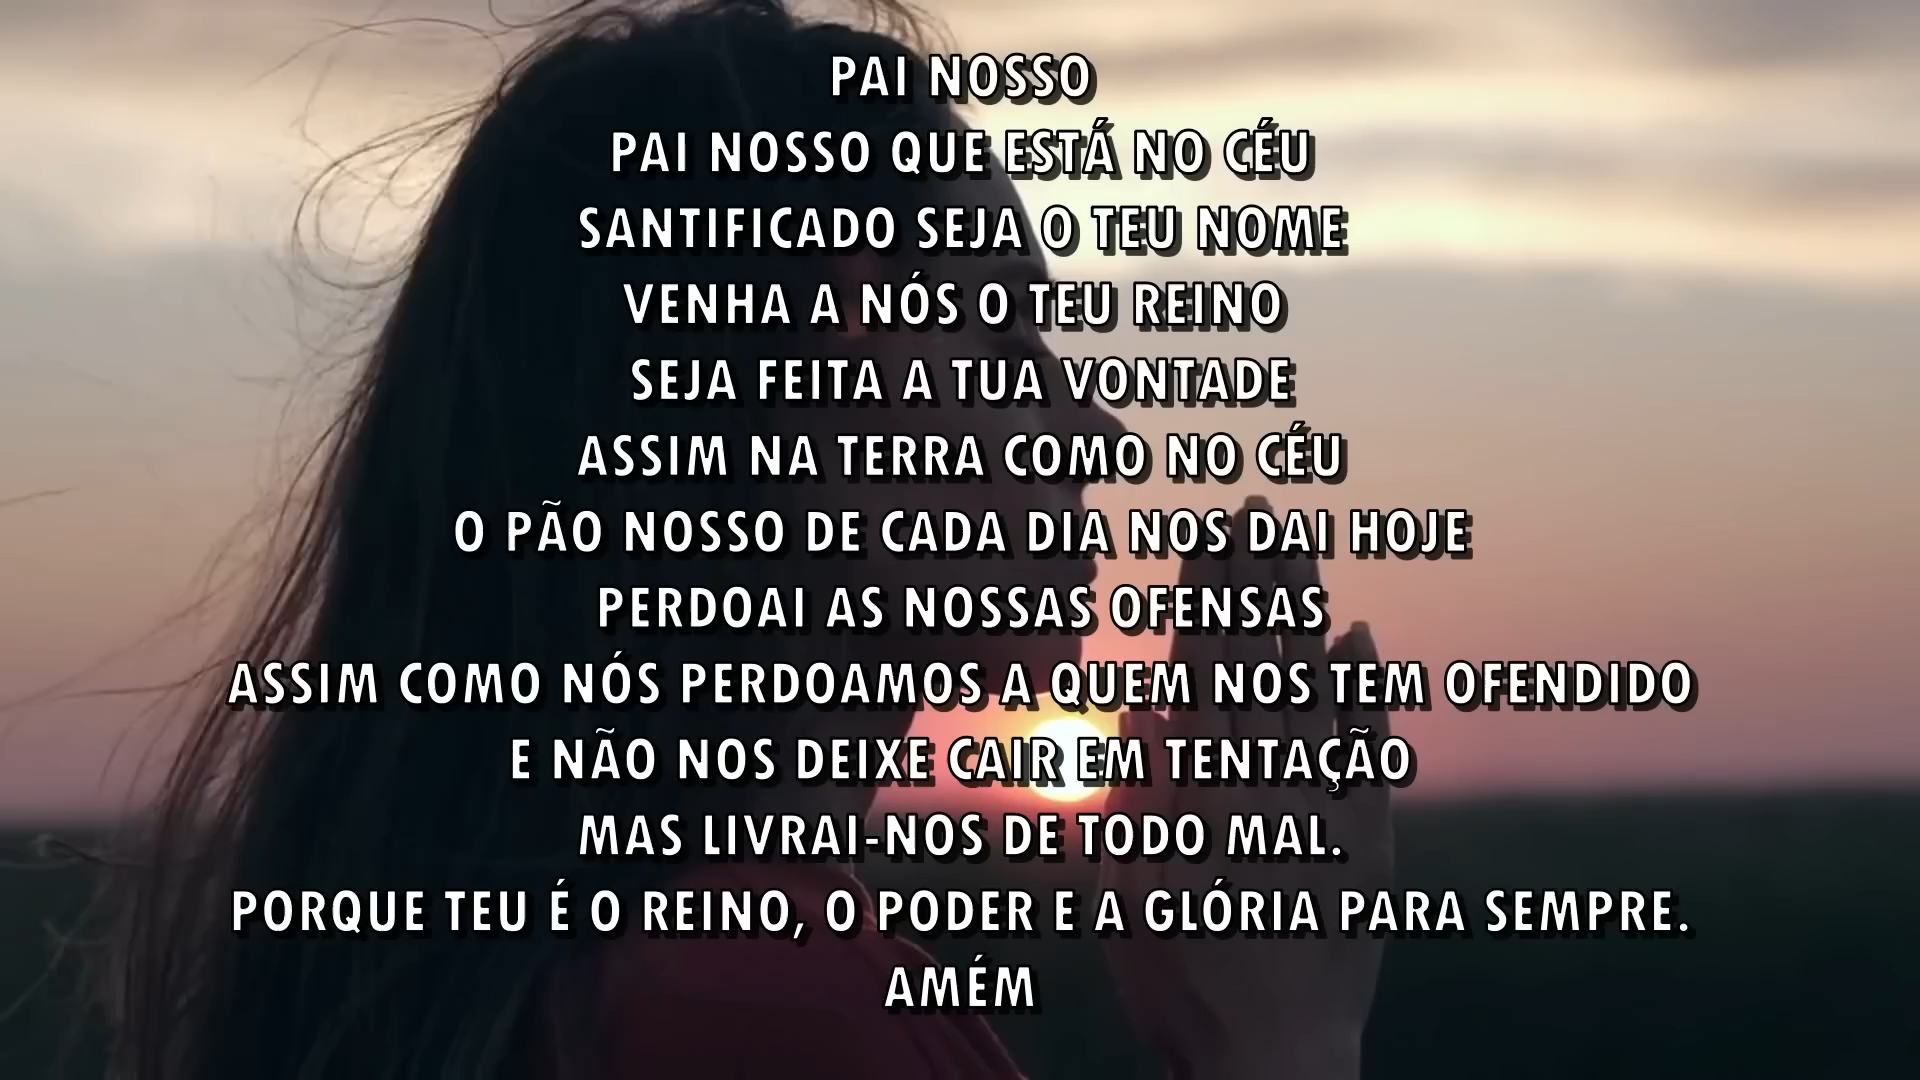 PAI NOSSO
PAI NOSSO QUE ESTÁ NO CÉU
SANTIFICADO SEJA O TEU NOME
VENHA A NÓS O TEU REINO
SEJA FEITA A TUA VONTADE
ASSIM NA TERRA COMO NO CÉU
O PÃO NOSSO DE CADA DIA NOS DAI HOJE
PERDOAI AS NOSSAS OFENSAS
ASSIM COMO NÓS PERDOAMOS A QUEM NOS TEM OFENDIDO
E NÃO NOS DEIXE CAIR EM TENTAÇÃO
MAS LIVRAI-NOS DE TODO MAL.
PORQUE TEU É O REINO, O PODER E A GLÓRIA PARA SEMPRE.
AMÉM